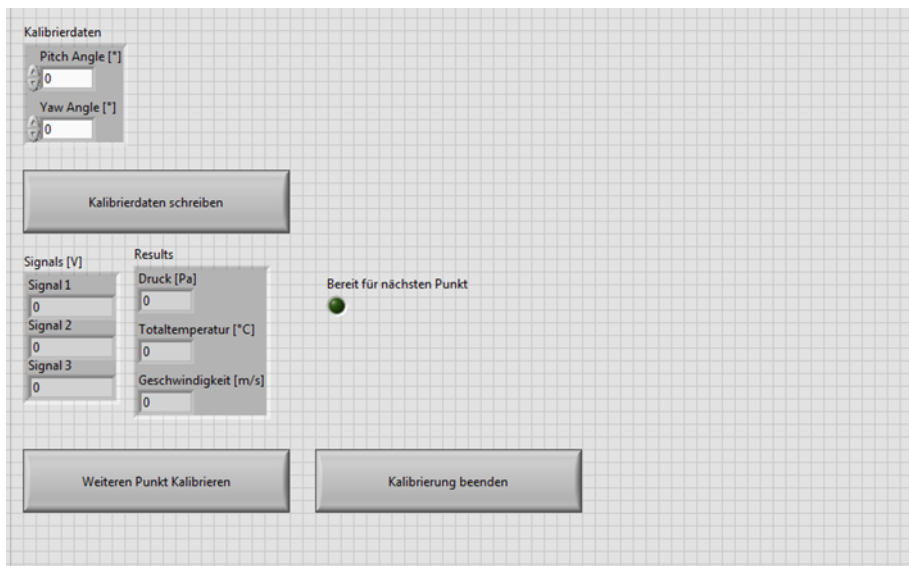 Kalibrierdaten
Pitch Angle [°]
0
Yaw Angle [°]
0
Kalibrierdaten schreiben
Signals [V]
Signal 1
0
Signal 2
0
Signal 3
0
Results
Druck [Pa]
0
Totaltemperatur [°C]
0
Geschwindigkeit [m/s]
0
Bereit für nächsten Punkt
Weiteren Punkt Kalibrieren
Kalibrierung beenden